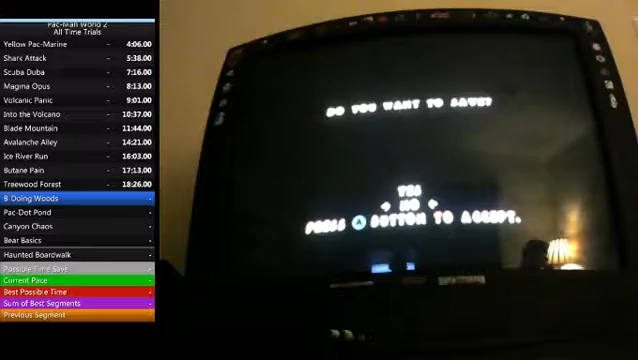 Pac-Man World 2
All Time Trials
Yellow Pac-Marine - 4:06.00
Shark Attack - 5:38.00
Scuba Duba - 7:16.00
Magma Opus - 8:13.00
Volcanic Panic - 9:01.00
Into the Volcano - 10:37.00
Blade Mountain - 11:44.00
Avalanche Alley - 14:21.00
Ice River Run - 16:03.00
Butane Pain - 17:13.00
Treewood Forest - 18:26.00
B-Doing Woods -
Pac-Dot Pond -
Canyon Chaos -
Bear Basics -
Haunted Boardwalk -
Possible Time Save -
Current Pace -
Best Possible Time -
Sum of Best Segments -
Previous Segment -
DO YOU WANT TO SAVE?
YES
NO
PRESS A BUTTON TO ACCEPT.